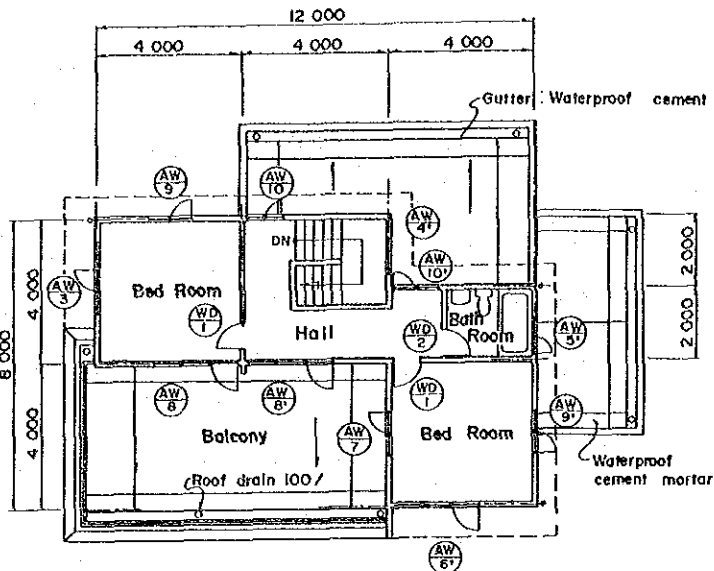 12 000
4 000 4 000 4 000
Gutter : Waterproof cement
AW 9
AW 10
AW 4'
AW 10'
2 000
2 000
DN
AW 3
Bed Room
WD 1
Hall
WD 2
Bath Room
AW 5'
8 000
4 000
4 000
AW 8
AW 8'
WD 1
AW 9'
Balcony
AW 7
Bed Room
Waterproof
cement mortar
Roof drain 100/
AW 6'